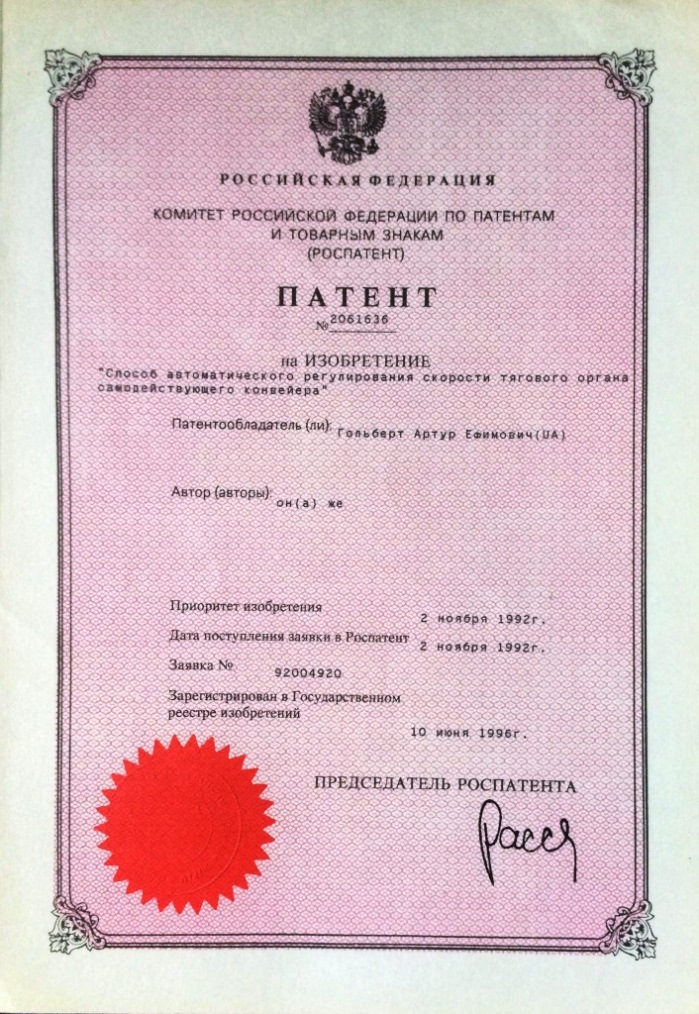 РОССИЙСКАЯ ФЕДЕРАЦИЯ
КОМИТЕТ РОССИЙСКОЙ ФЕДЕРАЦИИ ПО ПАТЕНТАМ
И ТОВАРНЫМ ЗНАКАМ
(РОСПАТЕНТ)
ПАТЕНТ
№ 2061636
на ИЗОБРЕТЕНИЕ
"Способ автоматического регулирования скорости тягового органа
самодействующего конвейера"
Патентообладатель (ли): Гольберт Артур Ефимович(UA)
Автор (авторы): он(а) же
Приоритет изобретения 2 ноября 1992г.
Дата поступления заявки в Роспатент 2 ноября 1992г.
Заявка № 92004920
Зарегистрирован в Государственном
реестре изобретений
10 июня 1996г.
ПРЕДСЕДАТЕЛЬ РОСПАТЕНТА